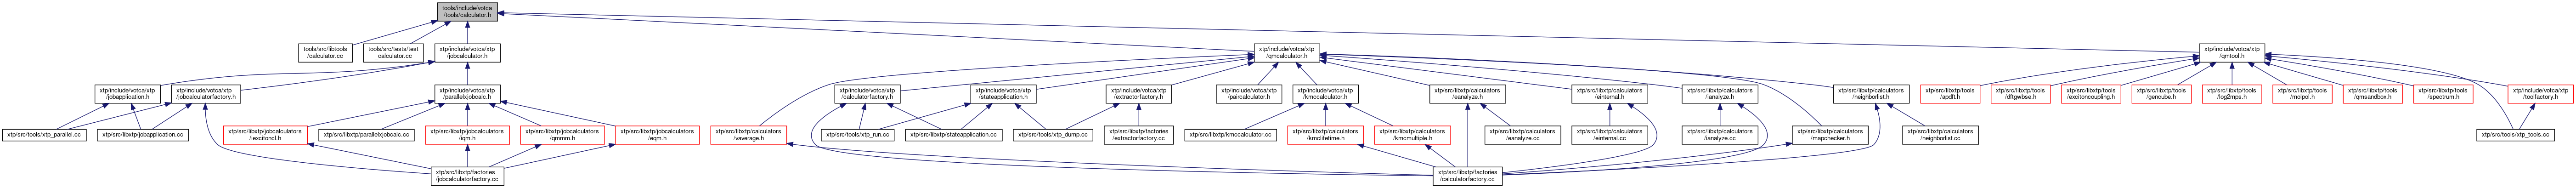 tools/include/votca
/tools/calculator.h
tools/src/libtools
/calculator.cc
tools/src/tests/test
_calculator.cc
xtp/include/votca/xtp
/jobcalculator.h
xtp/include/votca/xtp
/qmcalculator.h
xtp/include/votca/xtp
/qmtool.h
xtp/include/votca/xtp
/jobapplication.h
xtp/include/votca/xtp
/jobcalculatorfactory.h
xtp/include/votca/xtp
/parallelxjobcalc.h
xtp/include/votca/xtp
/calculatorfactory.h
xtp/include/votca/xtp
/stateapplication.h
xtp/include/votca/xtp
/extractorfactory.h
xtp/include/votca/xtp
/paircalculator.h
xtp/include/votca/xtp
/kmccalculator.h
xtp/src/libxtp/calculators
/eanalyze.h
xtp/src/libxtp/calculators
/einternal.h
xtp/src/libxtp/calculators
/ianalyze.h
xtp/src/libxtp/calculators
/neighborlist.h
xtp/src/libxtp/tools
/apdft.h
xtp/src/libxtp/tools
/dftgwbse.h
xtp/src/libxtp/tools
/excitoncoupling.h
xtp/src/libxtp/tools
/gencube.h
xtp/src/libxtp/tools
/log2mps.h
xtp/src/libxtp/tools
/molpol.h
xtp/src/libxtp/tools
/qmsandbox.h
xtp/src/libxtp/tools
/spectrum.h
xtp/include/votca/xtp
/toolfactory.h
xtp/src/tools/xtp_parallel.cc
xtp/src/libxtp/jobapplication.cc
xtp/src/libxtp/jobcalculators
/iexcitoncl.h
xtp/src/libxtp/parallelxjobcalc.cc
xtp/src/libxtp/jobcalculators
/iqm.h
xtp/src/libxtp/jobcalculators
/qmmm.h
xtp/src/libxtp/jobcalculators
/eqm.h
xtp/src/libxtp/calculators
/vaverage.h
xtp/src/tools/xtp_run.cc
xtp/src/libxtp/stateapplication.cc
xtp/src/tools/xtp_dump.cc
xtp/src/libxtp/factories
/extractorfactory.cc
xtp/src/libxtp/kmccalculator.cc
xtp/src/libxtp/calculators
/kmclifetime.h
xtp/src/libxtp/calculators
/kmcmultiple.h
xtp/src/libxtp/calculators
/eanalyze.cc
xtp/src/libxtp/calculators
/einternal.cc
xtp/src/libxtp/calculators
/ianalyze.cc
xtp/src/libxtp/calculators
/mapchecker.h
xtp/src/libxtp/calculators
/neighborlist.cc
xtp/src/tools/xtp_tools.cc
xtp/src/libxtp/factories
/jobcalculatorfactory.cc
xtp/src/libxtp/factories
/calculatorfactory.cc